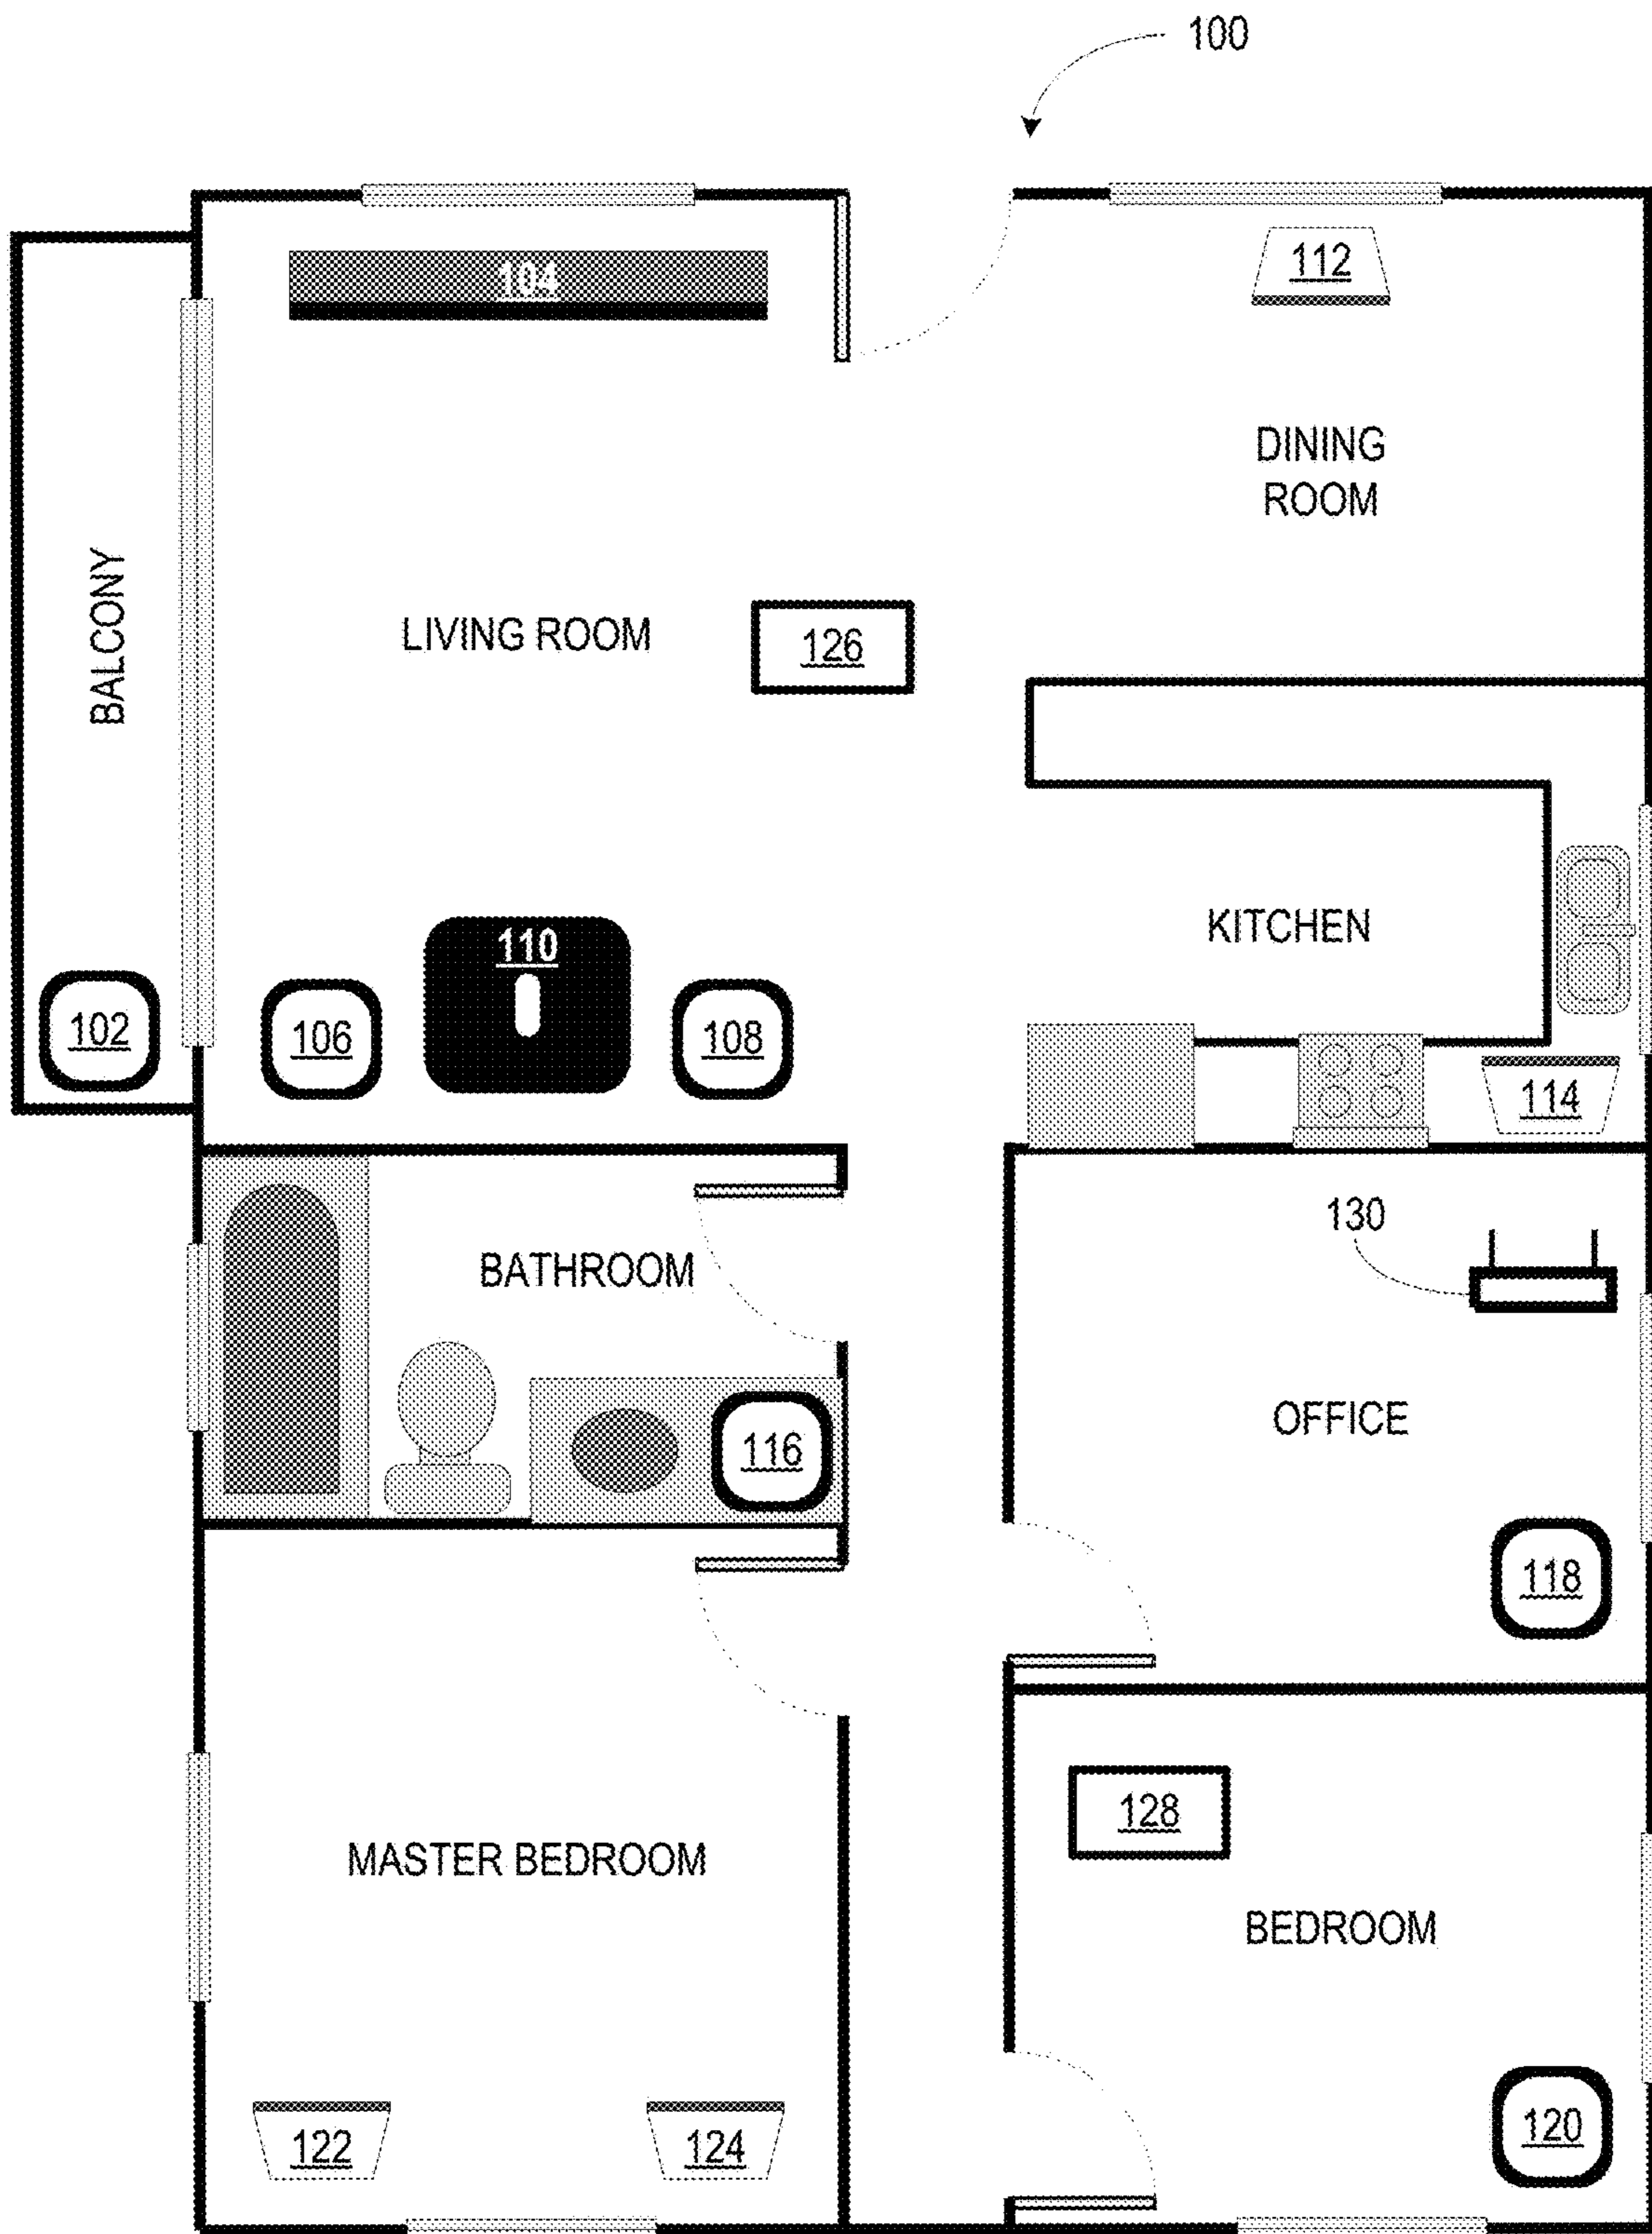 100
104
112
DINING
ROOM
BALCONY
LIVING ROOM
126
KITCHEN
110
102
106
108
114
130
BATHROOM
OFFICE
116
118
128
MASTER BEDROOM
BEDROOM
122
124
120